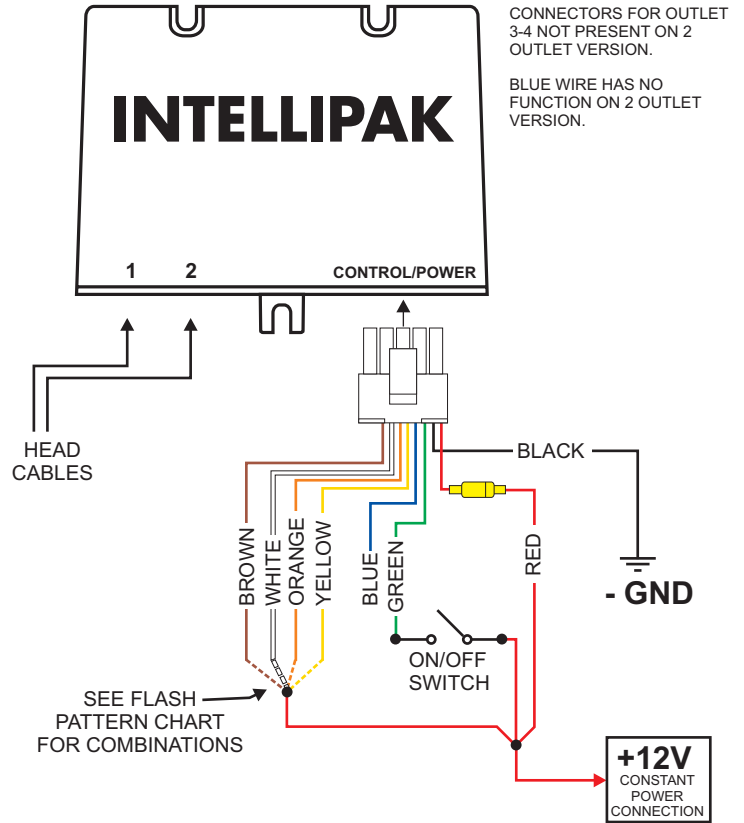 CONNECTORS FOR OUTLET
3-4 NOT PRESENT ON 2
OUTLET VERSION.
BLUE WIRE HAS NO
FUNCTION ON 2 OUTLET
VERSION.
INTELLIPAK
1 2 CONTROL/POWER
HEAD
CABLES
BLACK
BROWN
WHITE
ORANGE
YELLOW
BLUE
GREEN
RED
- GND
ON/OFF
SWITCH
SEE FLASH
PATTERN CHART
FOR COMBINATIONS
+12V
CONSTANT
POWER
CONNECTION